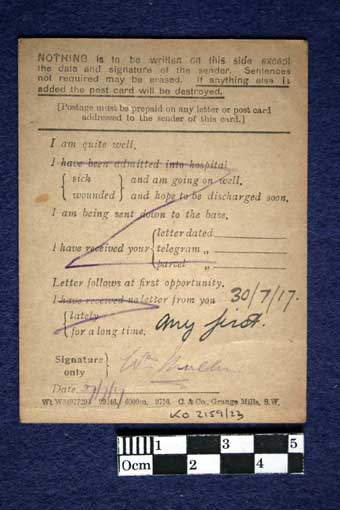 NOTHING is to be written on this side except
the date and signature of the sender. Sentences
not required may be erased. If anything else is
added the post card will be destroyed.
[Postage must be prepaid on any letter or post card
addressed to the sender of this card.]
I am quite well.
I have been admitted into hospital
{ sick } and am going on well.
{ wounded } and hope to be discharged soon.
I am being sent down to the base.
I have received your { letter dated
telegram „
parcel „
Letter follows at first opportunity.
I have received no letter from you 30/7/17.
{ lately
for a long time. any first.
Signature only }
Date
6000m. 9/16. C. & Co., Grange Mills, S.W.
KO 2159/23
1 3 5
0cm 2 4